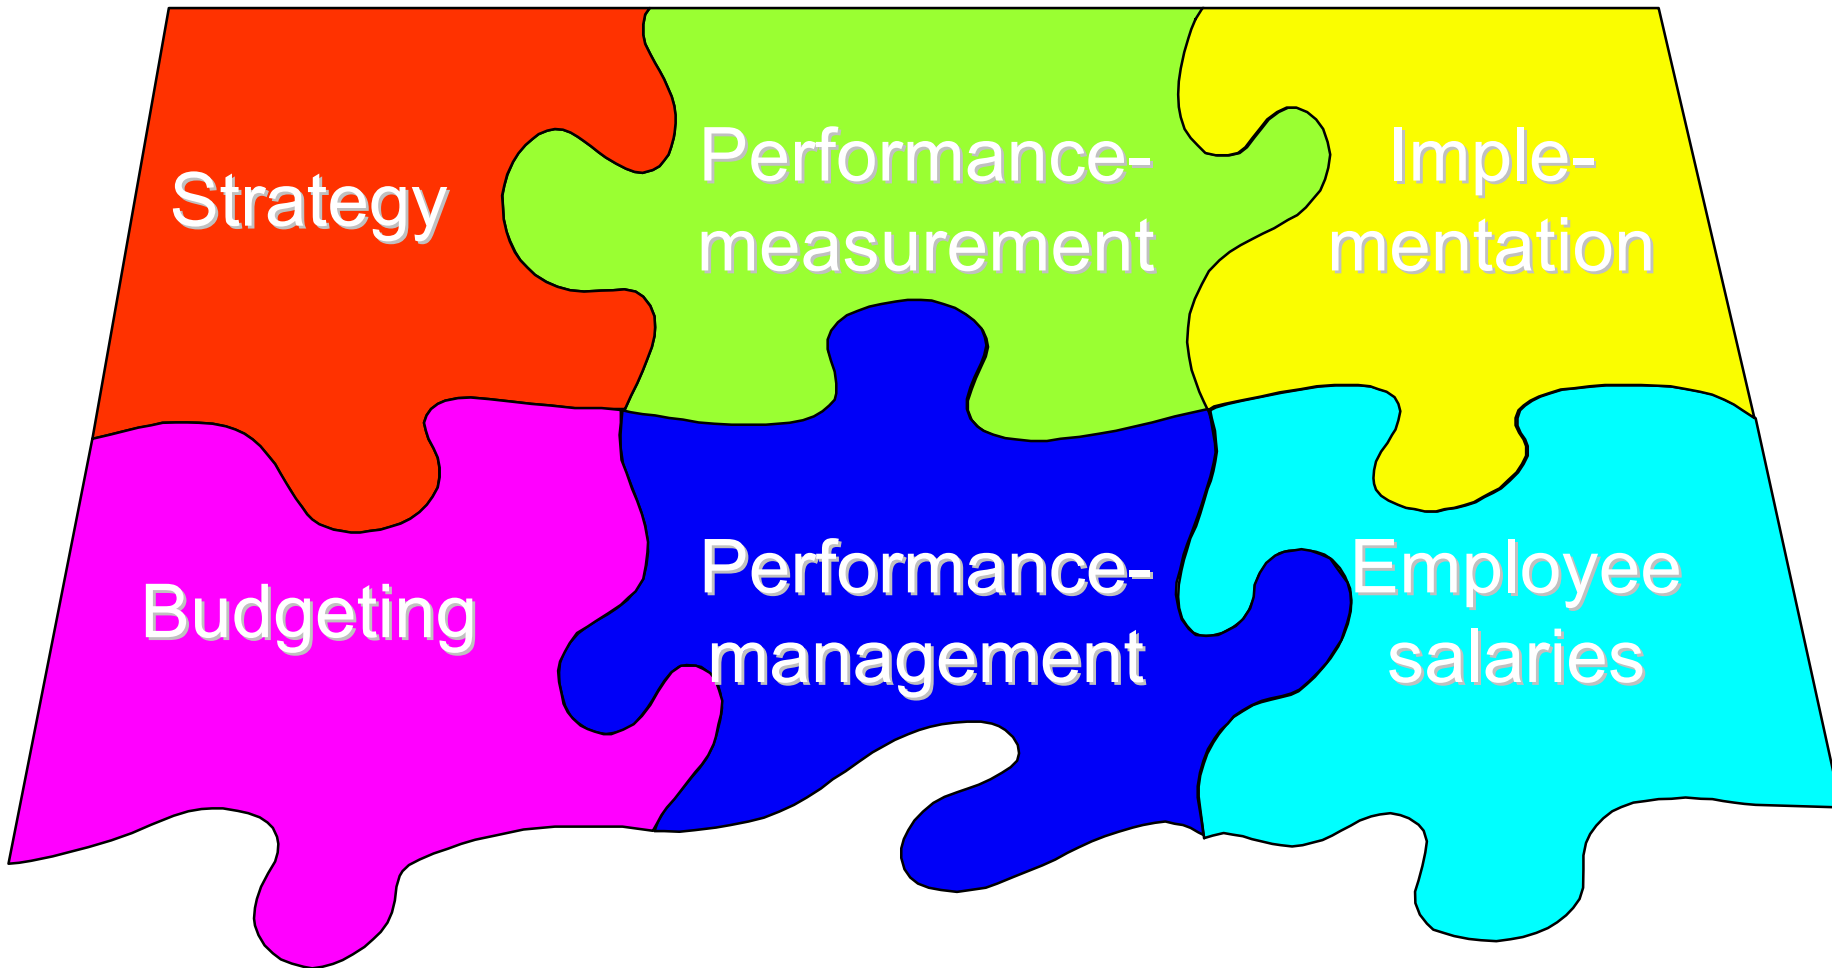 Strategy
Performance-
measurement
Imple-
mentation
Budgeting
Performance-
management
Employee
salaries